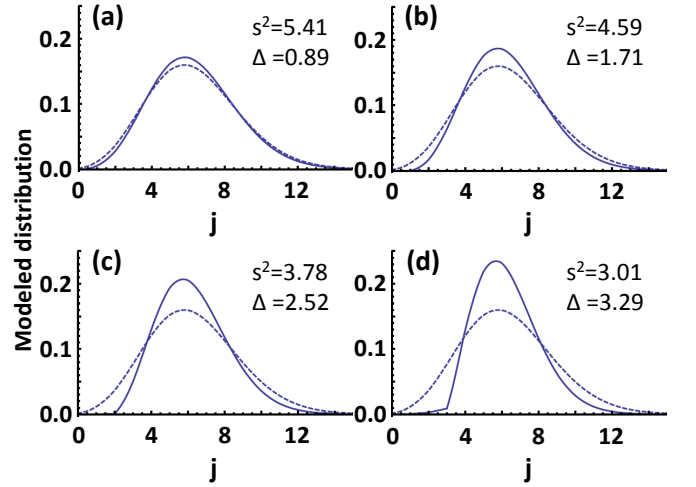 Modeled distribution
(a)
s²=5.41
Δ =0.89
0.2
0.1
0.0
0 4 8 12
j
(b)
s²=4.59
Δ =1.71
0.2
0.1
0.0
0 4 8 12
j
(c)
s²=3.78
Δ =2.52
0.2
0.1
0.0
0 4 8 12
j
(d)
s²=3.01
Δ =3.29
0.2
0.1
0.0
0 4 8 12
j